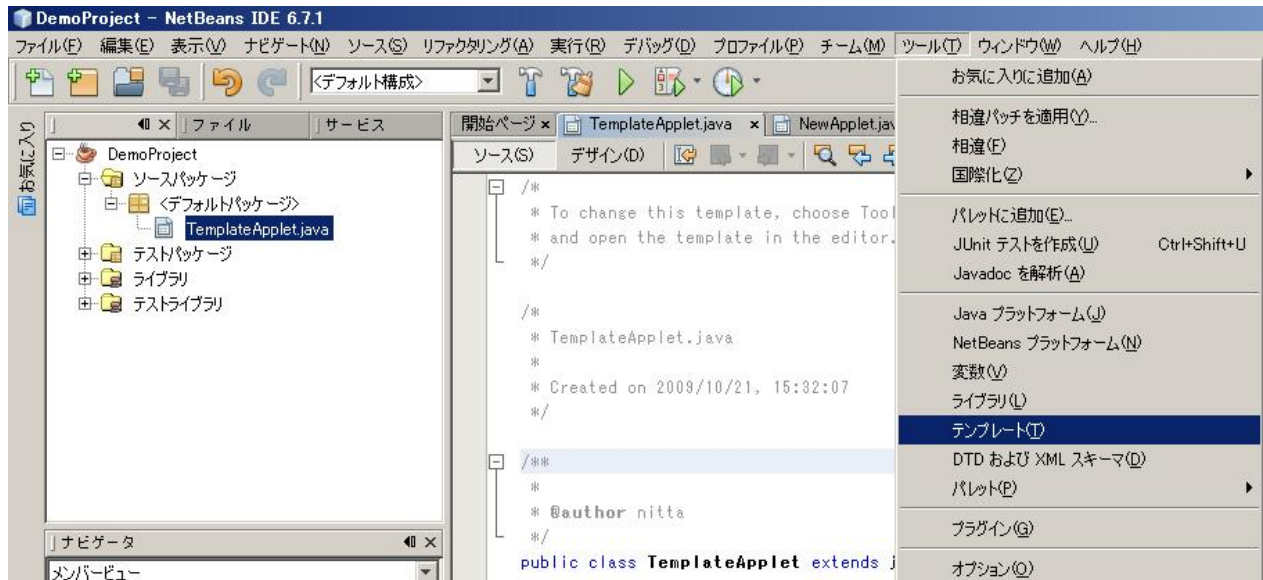 DemoProject - NetBeans IDE 6.7.1
ファイル(F) 編集(E) 表示(V) ナビゲート(N) ソース(S) リファクタリング(A) 実行(R) デバッグ(D) プロファイル(P) チーム(M) ツール(T) ウィンドウ(W) ヘルプ(H)
<デフォルト構成>
お気に入り
ファイル サービス
DemoProject
ソースパッケージ
<デフォルトパッケージ>
TemplateApplet.java
テストパッケージ
ライブラリ
テストライブラリ
ナビゲータ
メンバービュー
開始ページ TemplateApplet.java NewApplet.jav
ソース(S) デザイン(D)
/*
* To change this template, choose Tool
* and open the template in the editor.
*/
/*
* TemplateApplet.java
*
* Created on 2009/10/21, 15:32:07
*/
/**
*
* @author nitta
*/
public class TemplateApplet extends j
お気に入りに追加(A)
相違パッチを適用(Y)...
相違(F)
国際化(Z)
パレットに追加(E)...
JUnit テストを作成(U) Ctrl+Shift+U
Javadoc を解析(A)
Java プラットフォーム(J)
NetBeans プラットフォーム(N)
変数(V)
ライブラリ(L)
テンプレート(T)
DTD および XML スキーマ(D)
パレット(P)
プラグイン(G)
オプション(O)